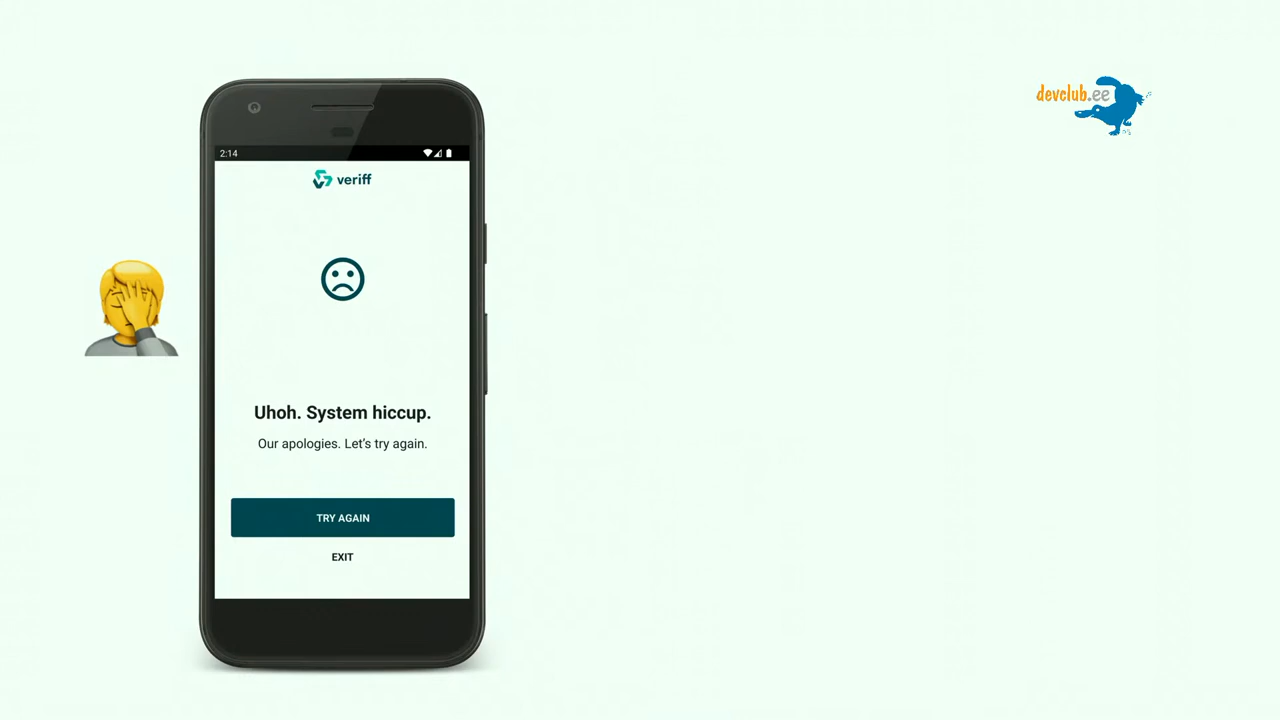 devclub.ee
2:14
veriff
Uhoh. System hiccup.
Our apologies. Let's try again.
TRY AGAIN
EXIT